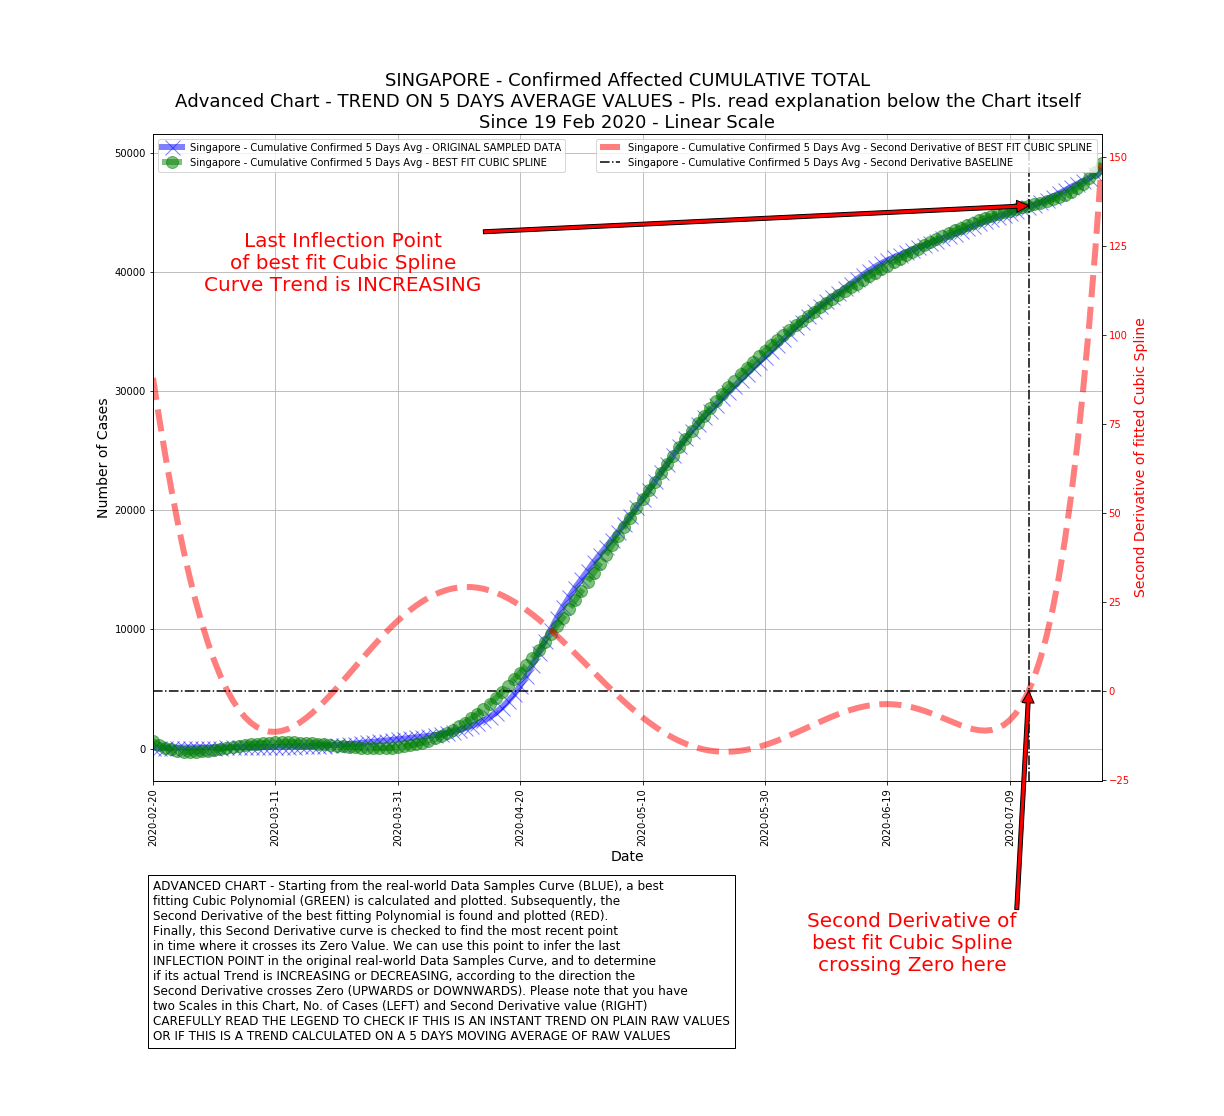 SINGAPORE - Confirmed Affected CUMULATIVE TOTAL
Advanced Chart - TREND ON 5 DAYS AVERAGE VALUES - Pls. read explanation below the Chart itself
Since 19 Feb 2020 - Linear Scale
Singapore - Cumulative Confirmed 5 Days Avg - ORIGINAL SAMPLED DATA
Singapore - Cumulative Confirmed 5 Days Avg - BEST FIT CUBIC SPLINE
Singapore - Cumulative Confirmed 5 Days Avg - Second Derivative of BEST FIT CUBIC SPLINE
Singapore - Cumulative Confirmed 5 Days Avg - Second Derivative BASELINE
Last Inflection Point
of best fit Cubic Spline
Curve Trend is INCREASING
Number of Cases
50000
40000
30000
20000
10000
0
150
125
100
75
50
25
0
−25
Second Derivative of fitted Cubic Spline
2020-02-20
2020-03-11
2020-03-31
2020-04-20
2020-05-10
2020-05-30
2020-06-19
2020-07-09
Date
ADVANCED CHART - Starting from the real-world Data Samples Curve (BLUE), a best
fitting Cubic Polynomial (GREEN) is calculated and plotted. Subsequently, the
Second Derivative of the best fitting Polynomial is found and plotted (RED).
Finally, this Second Derivative curve is checked to find the most recent point
in time where it crosses its Zero Value. We can use this point to infer the last
INFLECTION POINT in the original real-world Data Samples Curve, and to determine
if its actual Trend is INCREASING or DECREASING, according to the direction the
Second Derivative crosses Zero (UPWARDS or DOWNWARDS). Please note that you have
two Scales in this Chart, No. of Cases (LEFT) and Second Derivative value (RIGHT)
CAREFULLY READ THE LEGEND TO CHECK IF THIS IS AN INSTANT TREND ON PLAIN RAW VALUES
OR IF THIS IS A TREND CALCULATED ON A 5 DAYS MOVING AVERAGE OF RAW VALUES
Second Derivative of
best fit Cubic Spline
crossing Zero here